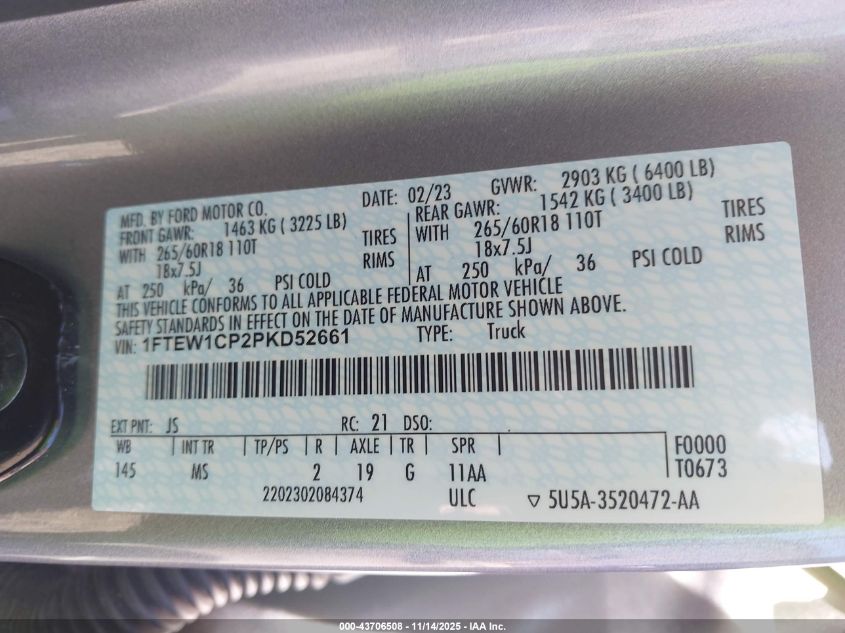 MFD. BY FORD MOTOR CO. DATE: 02/23 GVWR: 2903 KG ( 6400 LB)
FRONT GAWR: 1463 KG ( 3225 LB) REAR GAWR: 1542 KG ( 3400 LB)
WITH 265/60R18 110T TIRES WITH 265/60R18 110T TIRES
18x7.5J RIMS 18x7.5J RIMS
AT 250 kPa/ 36 PSI COLD AT 250 kPa/ 36 PSI COLD
THIS VEHICLE CONFORMS TO ALL APPLICABLE FEDERAL MOTOR VEHICLE
SAFETY STANDARDS IN EFFECT ON THE DATE OF MANUFACTURE SHOWN ABOVE.
VIN: 1FTEW1CP2PKD52661 TYPE: Truck
EXT PNT: JS RC: 21 DSO:
WB INT TR TP/PS R AXLE TR SPR F0000
145 MS 2 19 G 11AA T0673
2202302084374 ULC ▽ 5U5A-3520472-AA
000-43706508 - 11/14/2025 - IAA Inc.